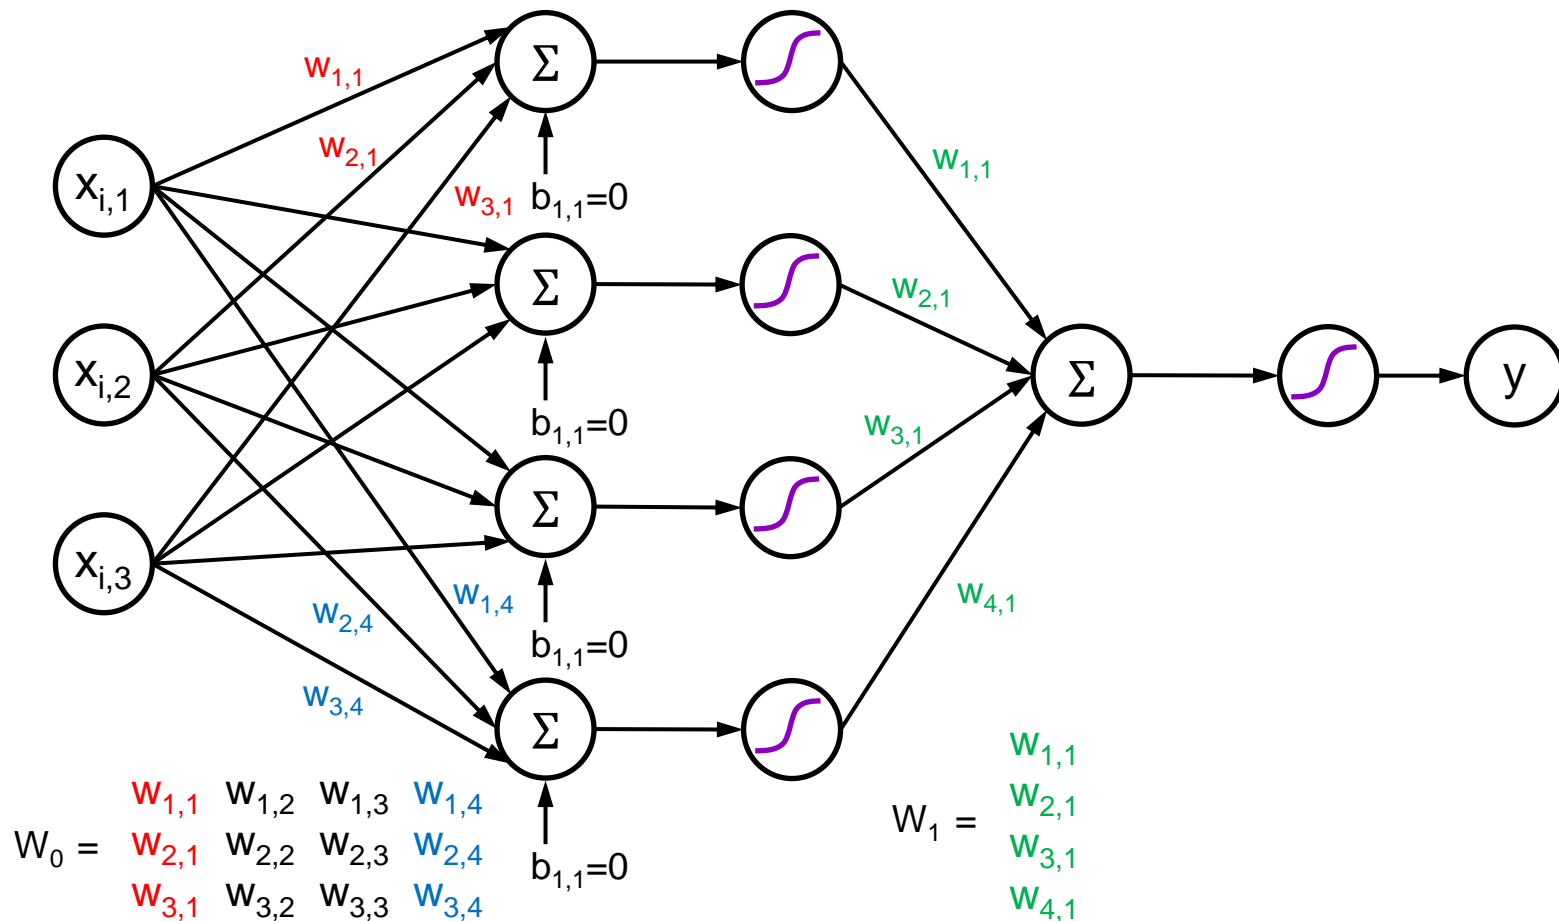 Σ
w1,1
w2,1
xi,1
w3,1
b1,1=0
w1,1
Σ
w2,1
xi,2
Σ
y
b1,1=0
w3,1
Σ
xi,3
w1,4
w2,4
w4,1
b1,1=0
w3,4
Σ
b1,1=0
W0 =
w1,1 w1,2 w1,3 w1,4
w2,1 w2,2 w2,3 w2,4
w3,1 w3,2 w3,3 w3,4
W1 =
w1,1
w2,1
w3,1
w4,1